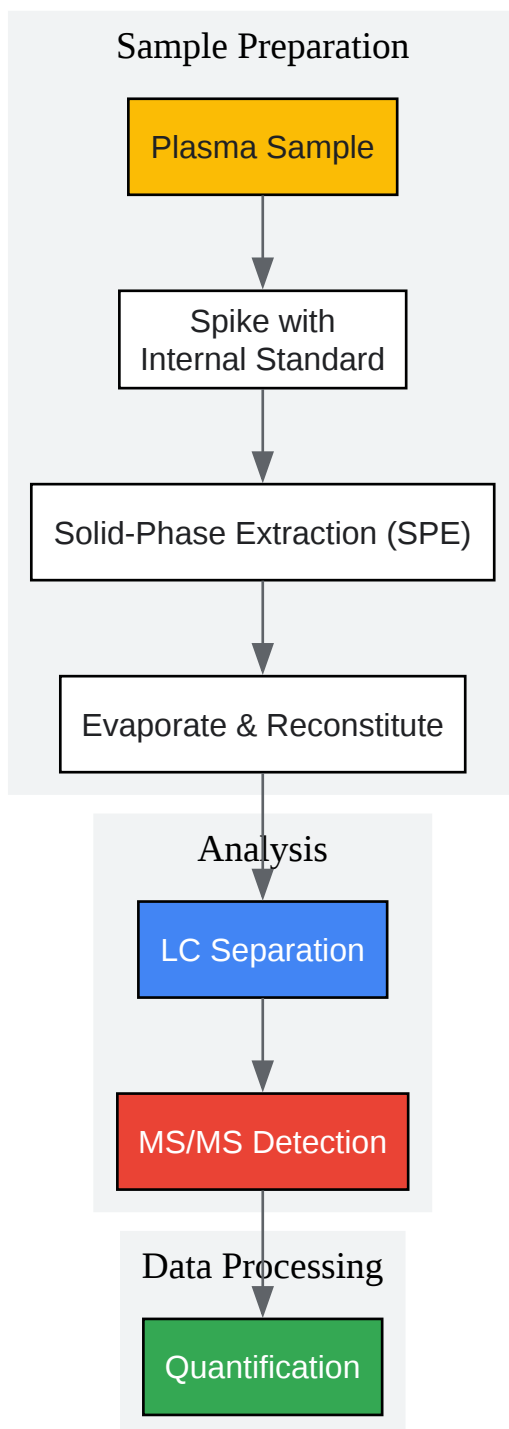 Sample Preparation
Plasma Sample
Spike with
Internal Standard
Solid-Phase Extraction (SPE)
Evaporate & Reconstitute
Analysis
LC Separation
MS/MS Detection
Data Processing
Quantification